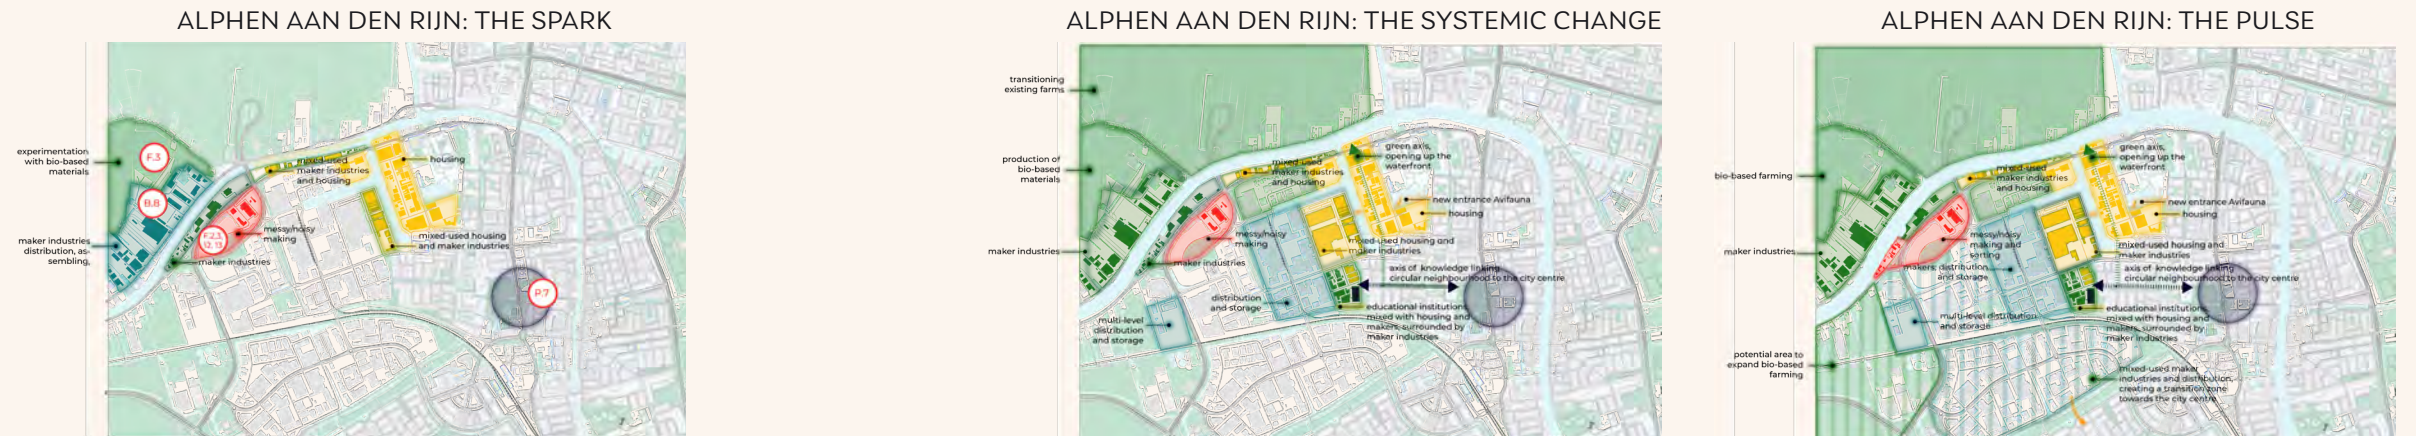 ALPHEN AAN DEN RIJN: THE SPARK
experimentation
with bio-based
materials
F.3
B.8
F.2.1,
12, 13
P.7
mixed-used
maker industries
and housing
housing
messy/noisy
making
mixed-used housing
and maker industries
maker industries
maker industries
distribution, as-
sembling,
ALPHEN AAN DEN RIJN: THE SYSTEMIC CHANGE
transitioning
existing farms
production of
bio-based
materials
maker industries
multi-level
distribution
and storage
mixed-used
maker industries
and housing
green axis,
opening up the
waterfront
new entrance Avifauna
housing
messy/noisy
making
maker industries
mixed-used housing and
maker industries
axis of knowledge linking
circular neighbourhood to the city centre
distribution
and storage
educational institution
mixed with housing and
makers, surrounded by
maker industries
ALPHEN AAN DEN RIJN: THE PULSE
bio-based farming
maker industries
potential area to
expand bio-based
farming
mixed-used
maker industries
and housing
green axis,
opening up the
waterfront
new entrance Avifauna
housing
messy/noisy
making and
sorting
makers, distribution
and storage
mixed-used housing and
maker industries
axis of knowledge linking
circular neighbourhood to the city centre
multi-level distribution
and storage
educational institution
mixed with housing and
makers, surrounded by
maker industries
mixed-used maker
industries and distribution,
creating a transition zone
towards the city centre